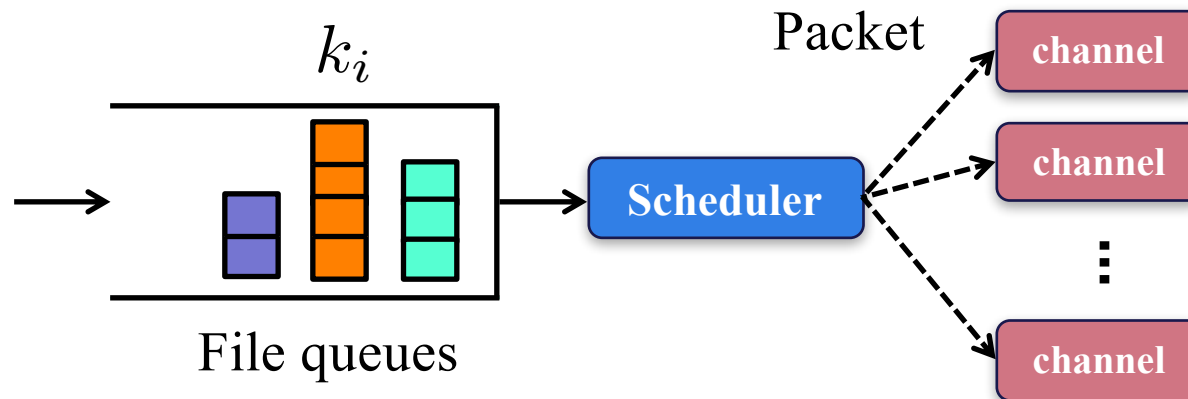 Packet
k_i
channel
channel
Scheduler
⋮
channel
File queues